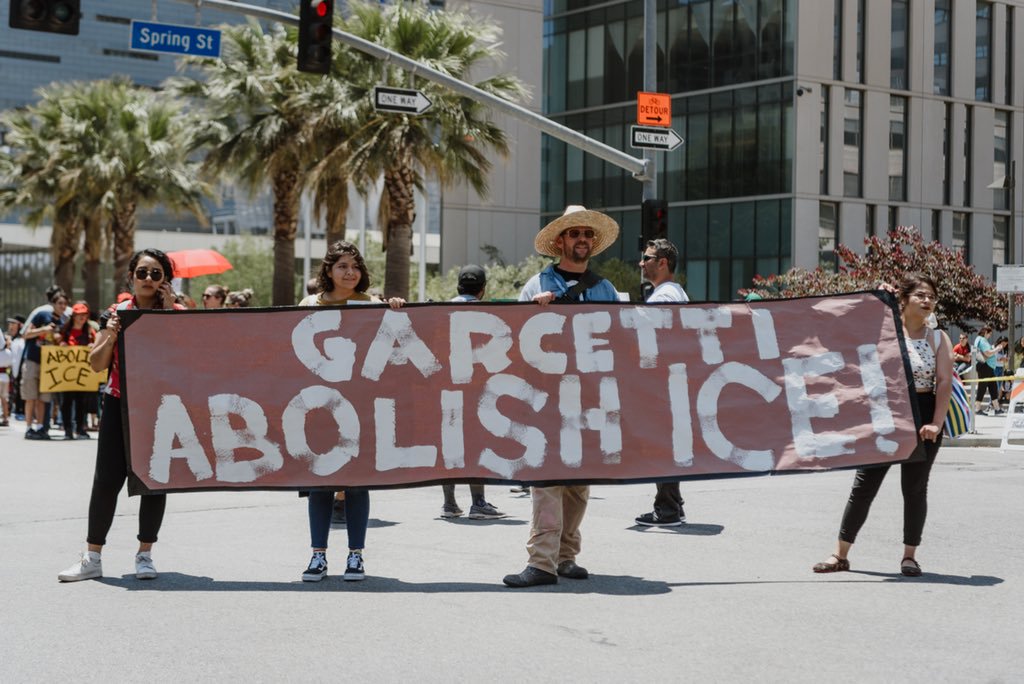 Spring St
ONE WAY
DETOUR
ONE WAY
ABOLISH
ICE
GARCETTI
ABOLISH ICE!